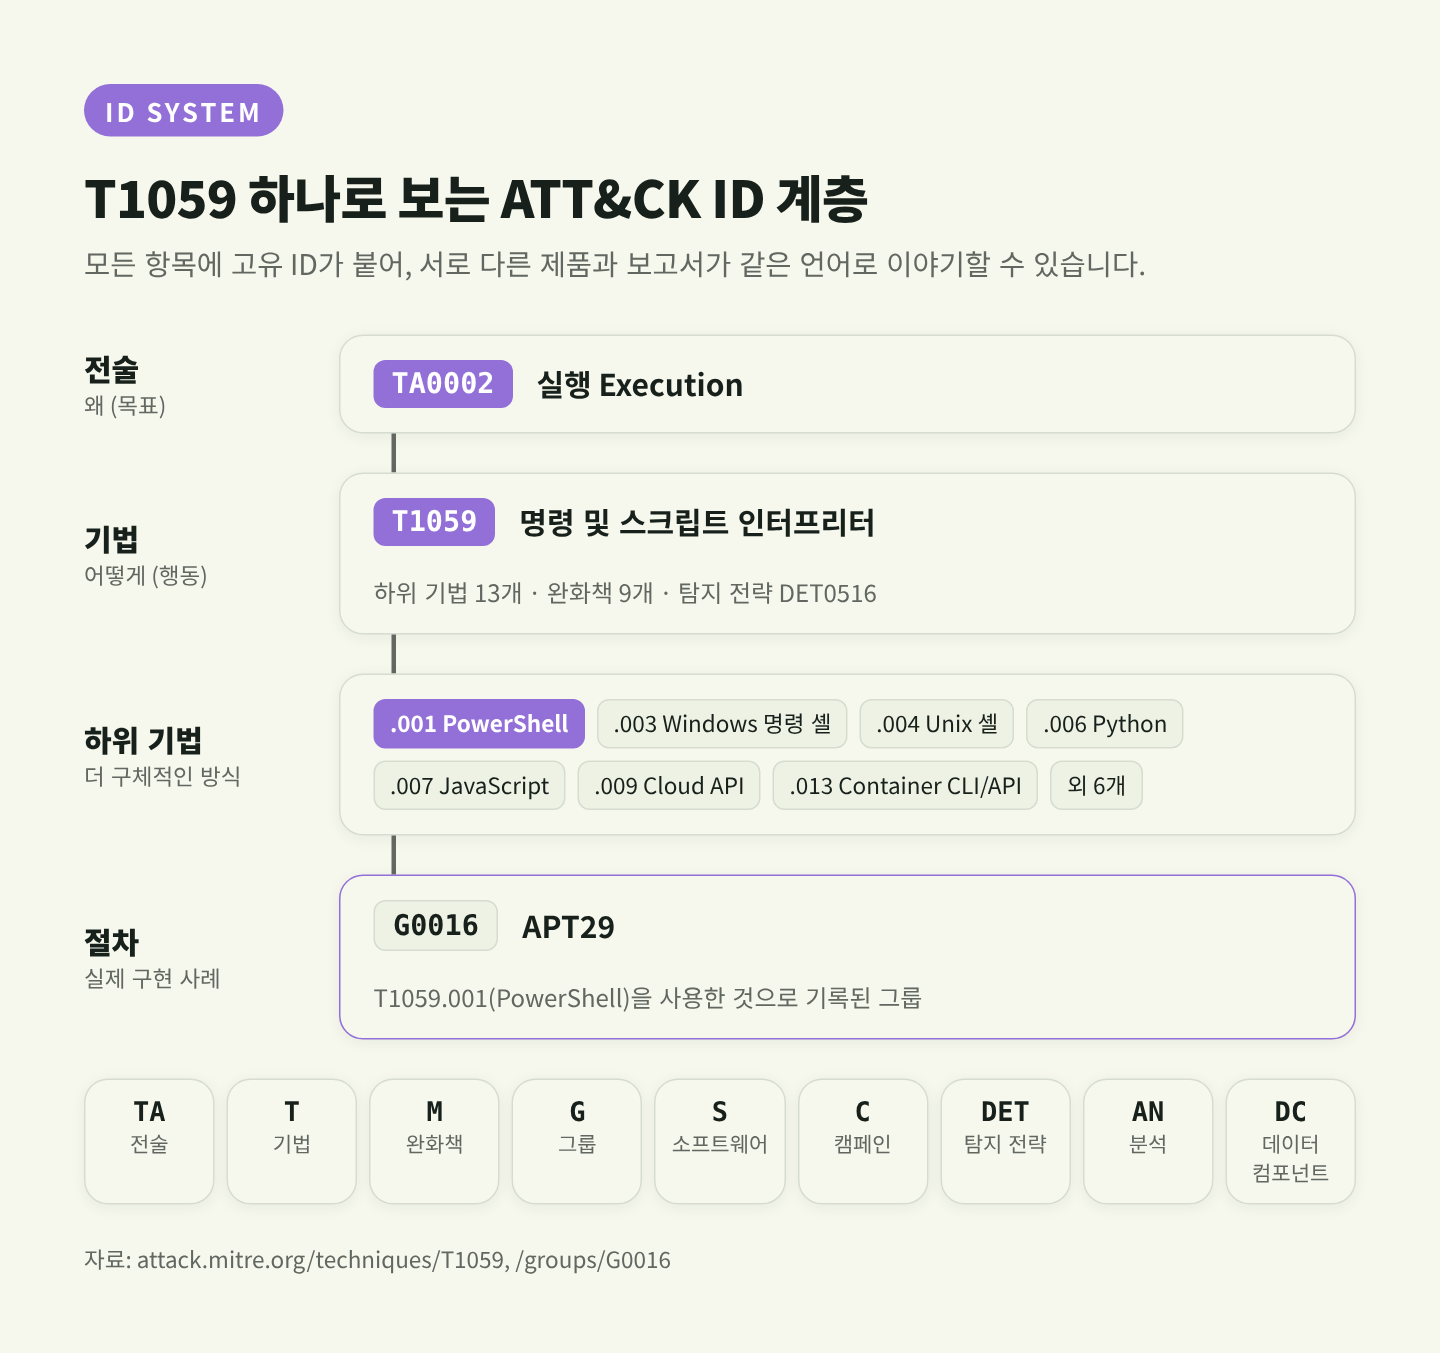 ID SYSTEM
T1059 하나로 보는 ATT&CK ID 계층
모든 항목에 고유 ID가 붙어, 서로 다른 제품과 보고서가 같은 언어로 이야기할 수 있습니다.
전술
왜 (목표)
TA0002 실행 Execution
기법
어떻게 (행동)
T1059 명령 및 스크립트 인터프리터
하위 기법 13개 · 완화책 9개 · 탐지 전략 DET0516
하위 기법
더 구체적인 방식
.001 PowerShell .003 Windows 명령 셸 .004 Unix 셸 .006 Python
.007 JavaScript .009 Cloud API .013 Container CLI/API 외 6개
절차
실제 구현 사례
G0016 APT29
T1059.001(PowerShell)을 사용한 것으로 기록된 그룹
TA T M G S C DET AN DC
전술 기법 완화책 그룹 소프트웨어 캠페인 탐지 전략 분석 데이터
컴포넌트
자료: attack.mitre.org/techniques/T1059, /groups/G0016